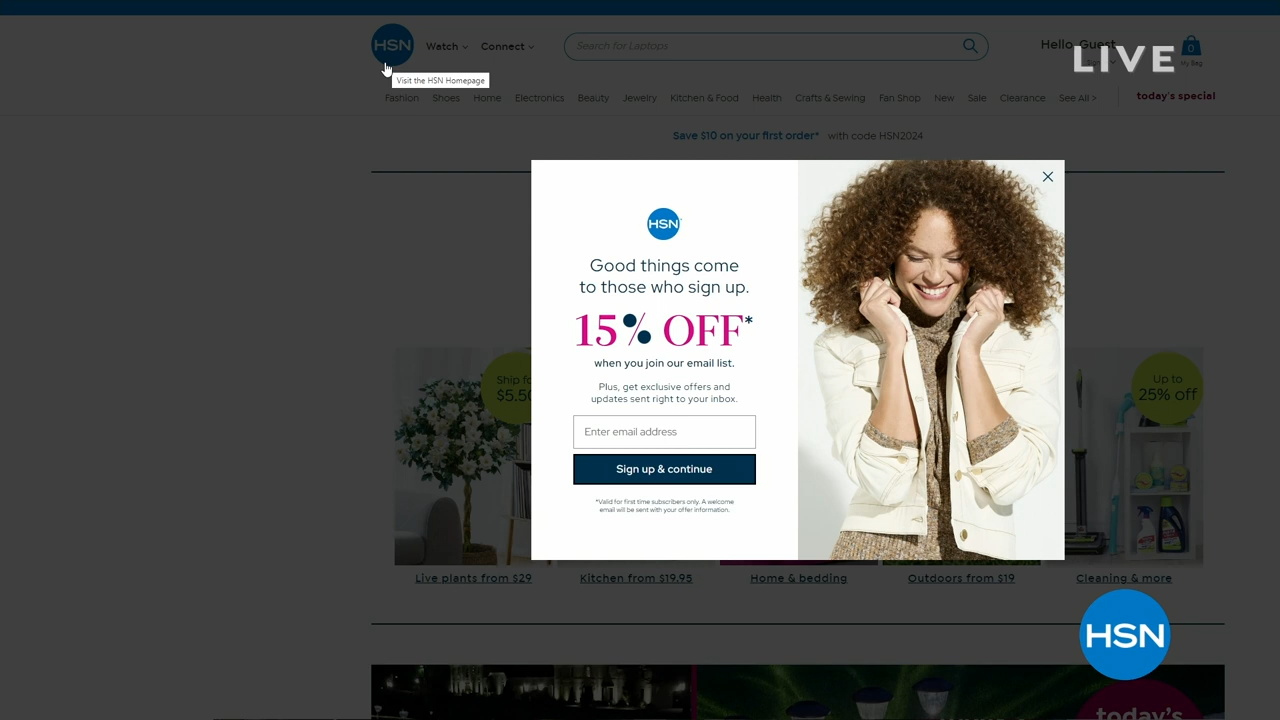 HSN
Watch
Connect
Search for Laptops
Hello, Guest
LIVE
0
My Bag
Visit the HSN Homepage
Fashion Shoes Home Electronics Beauty Jewelry Kitchen & Food Health Crafts & Sewing Fan Shop New Sale Clearance See All >
today's special
Save $10 on your first order* with code HSN2024
HSN
Good things come
to those who sign up.
15% OFF*
when you join our email list.
Plus, get exclusive offers and
updates sent right to your inbox.
Enter email address
Sign up & continue
*Valid for first time subscribers only. A welcome
email will be sent with your offer information.
Ship fo
$5.50
Up to
25% off
Live plants from $29
Kitchen from $19.95
Home & bedding
Outdoors from $19
Cleaning & more
HSN
today's